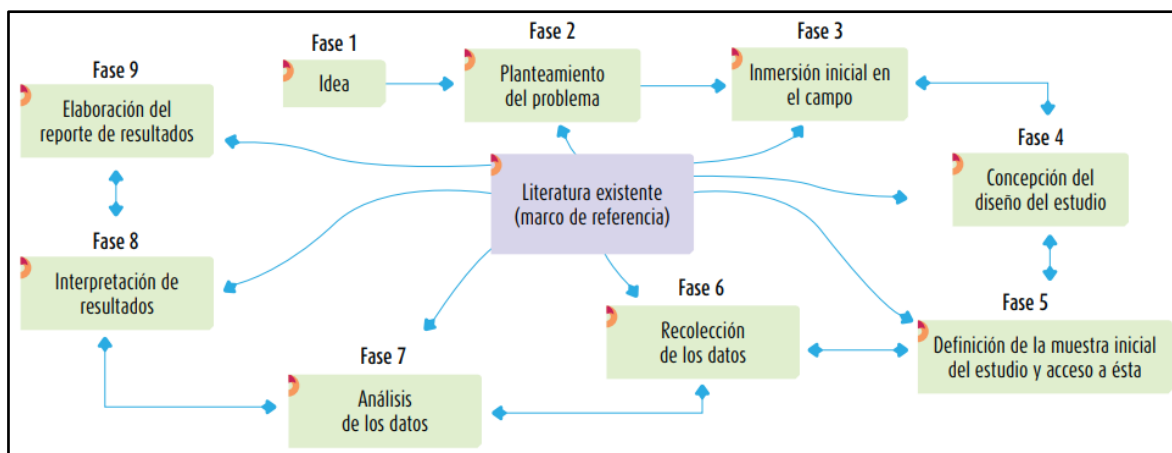 Fase 1
Idea
Fase 2
Planteamiento
del problema
Fase 3
Inmersión inicial en
el campo
Fase 4
Concepción del
diseño del estudio
Fase 5
Definición de la muestra inicial
del estudio y acceso a ésta
Fase 6
Recolección
de los datos
Fase 7
Análisis
de los datos
Fase 8
Interpretación de
resultados
Fase 9
Elaboración del
reporte de resultados
Literatura existente
(marco de referencia)